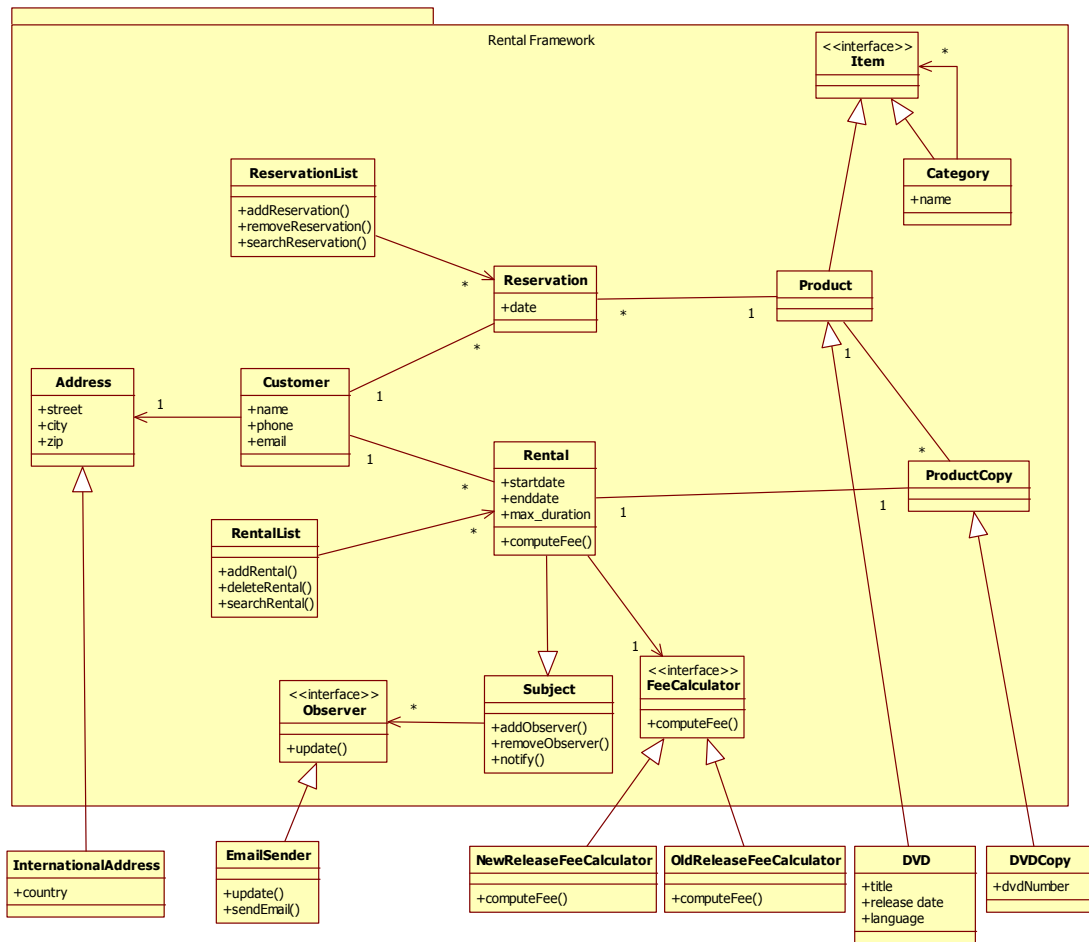 Rental Framework
<<interface>>
Item
*
Category
+name
ReservationList
+addReservation()
+removeReservation()
+searchReservation()
*
Reservation
+date
*
1
Product
*
1
1
Address
+street
+city
+zip
1
Customer
+name
+phone
+email
1
*
Rental
+startdate
+enddate
+max_duration
+computeFee()
1
1
*
ProductCopy
RentalList
+addRental()
+deleteRental()
+searchRental()
*
1
<<interface>>
Observer
+update()
*
Subject
+addObserver()
+removeObserver()
+notify()
<<interface>>
FeeCalculator
+computeFee()
InternationalAddress
+country
EmailSender
+update()
+sendEmail()
NewReleaseFeeCalculator
+computeFee()
OldReleaseFeeCalculator
+computeFee()
DVD
+title
+release date
+language
DVDCopy
+dvdNumber